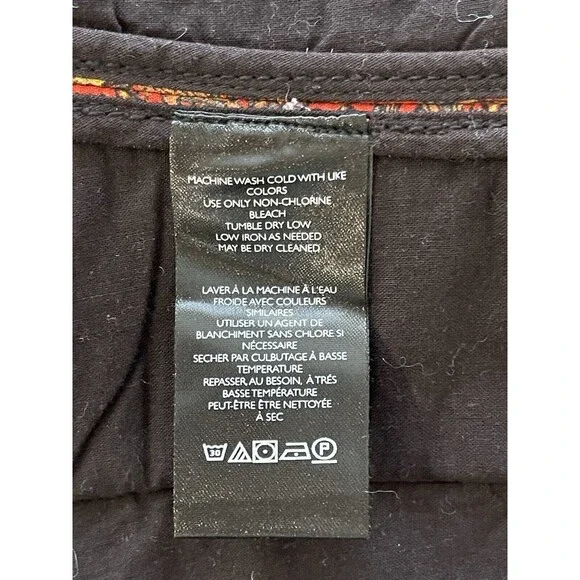 MACHINE WASH COLD WITH LIKE
COLORS
USE ONLY NON-CHLORINE
BLEACH
TUMBLE DRY LOW
LOW IRON AS NEEDED
MAY BE DRY CLEANED
LAVER À LA MACHINE À L'EAU
FROIDE AVEC COULEURS
SIMILAIRES
UTILISER UN AGENT DE
BLANCHIMENT SANS CHLORE SI
NÉCESSAIRE
SECHER PAR CULBUTAGE À BASSE
TEMPERATURE
REPASSER, AU BESOIN, À TRÉS
BASSE TEMPÉRATURE
PEUT-ÊTRE ÊTRE NETTOYÉE
À SEC
30 P